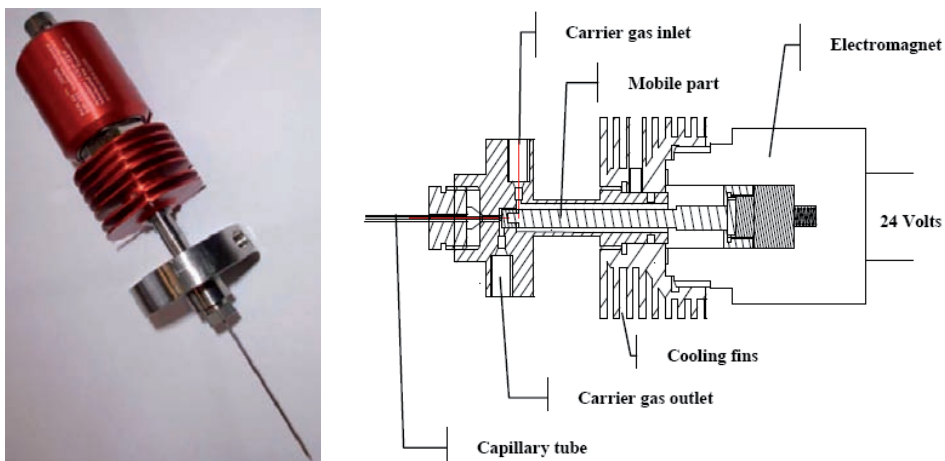 Carrier gas inlet
Electromagnet
Mobile part
24 Volts
Cooling fins
Carrier gas outlet
Capillary tube